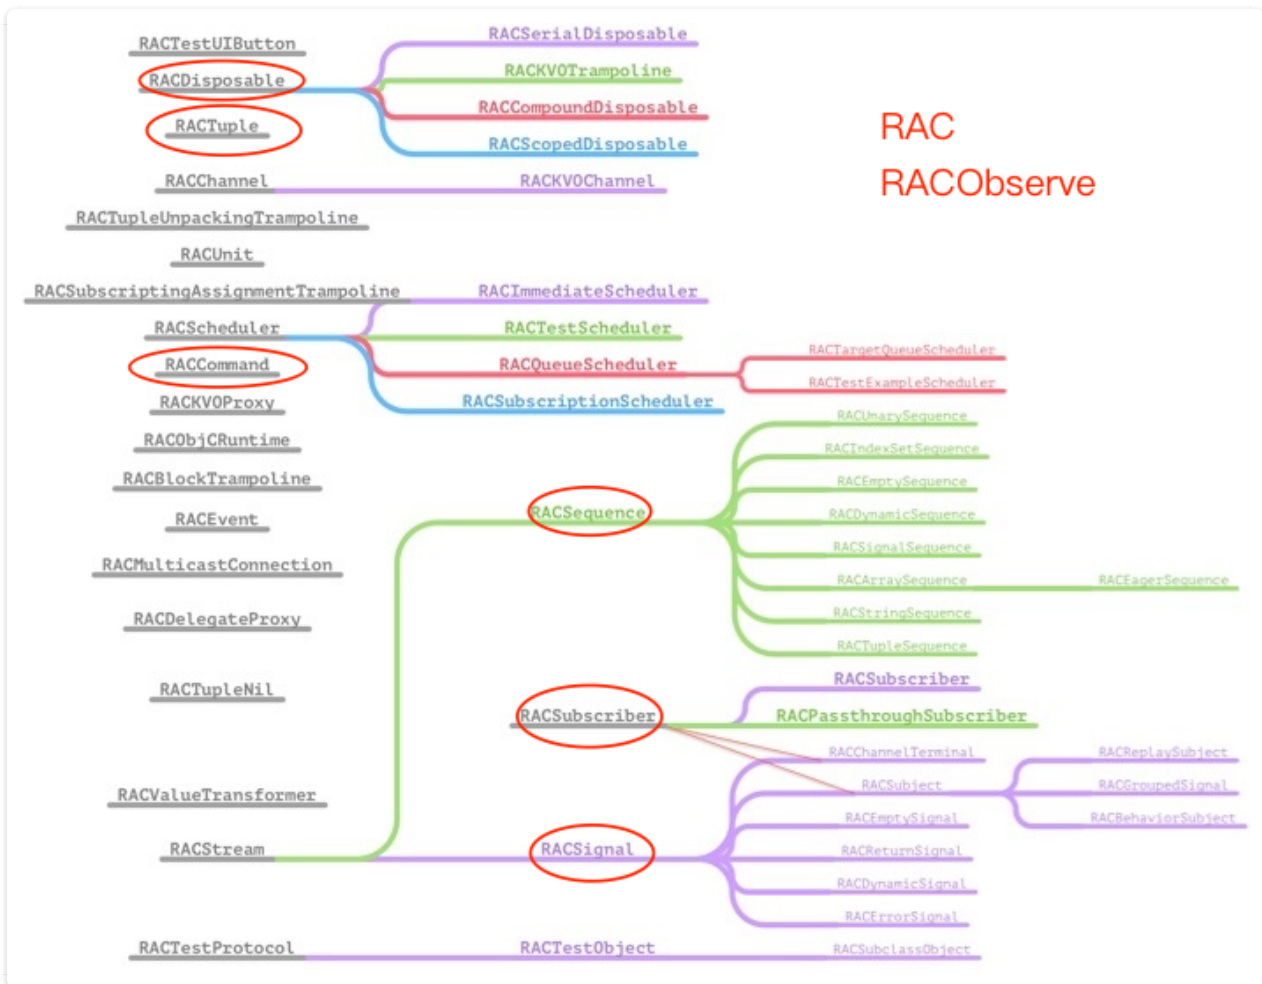 RACTestUIButton
RACSerialDisposable
RACDisposable
RACKVOTrampoline
RACCompoundDisposable
RACTuple
RACScopedDisposable
RAC
RACObserve
RACChannel
RACKVOChannel
RACTupleUnpackingTrampoline
RACUnit
RACSubscriptingAssignmentTrampoline
RACImmediateScheduler
RACScheduler
RACTestScheduler
RACCommand
RACQueueScheduler
RACTargetQueueScheduler
RACTestExampleScheduler
RACKVOProxy
RACSubscriptionScheduler
RACObjCRuntime
RACBlockTrampoline
RACEvent
RACMulticastConnection
RACDelegateProxy
RACTupleNil
RACValueTransformer
RACStream
RACSequence
RACUnarySequence
RACIndexSetSequence
RACEmptySequence
RACDynamicSequence
RACSignalSequence
RACArraySequence
RACEagerSequence
RACStringSequence
RACTupleSequence
RACSubscriber
RACSubscriber
RACPassthroughSubscriber
RACChannelTerminal
RACSubject
RACReplaySubject
RACGroupedSignal
RACBehaviorSubject
RACEmptySignal
RACSignal
RACReturnSignal
RACDynamicSignal
RACErrorSignal
RACTestProtocol
RACTestObject
RACSubclassObject